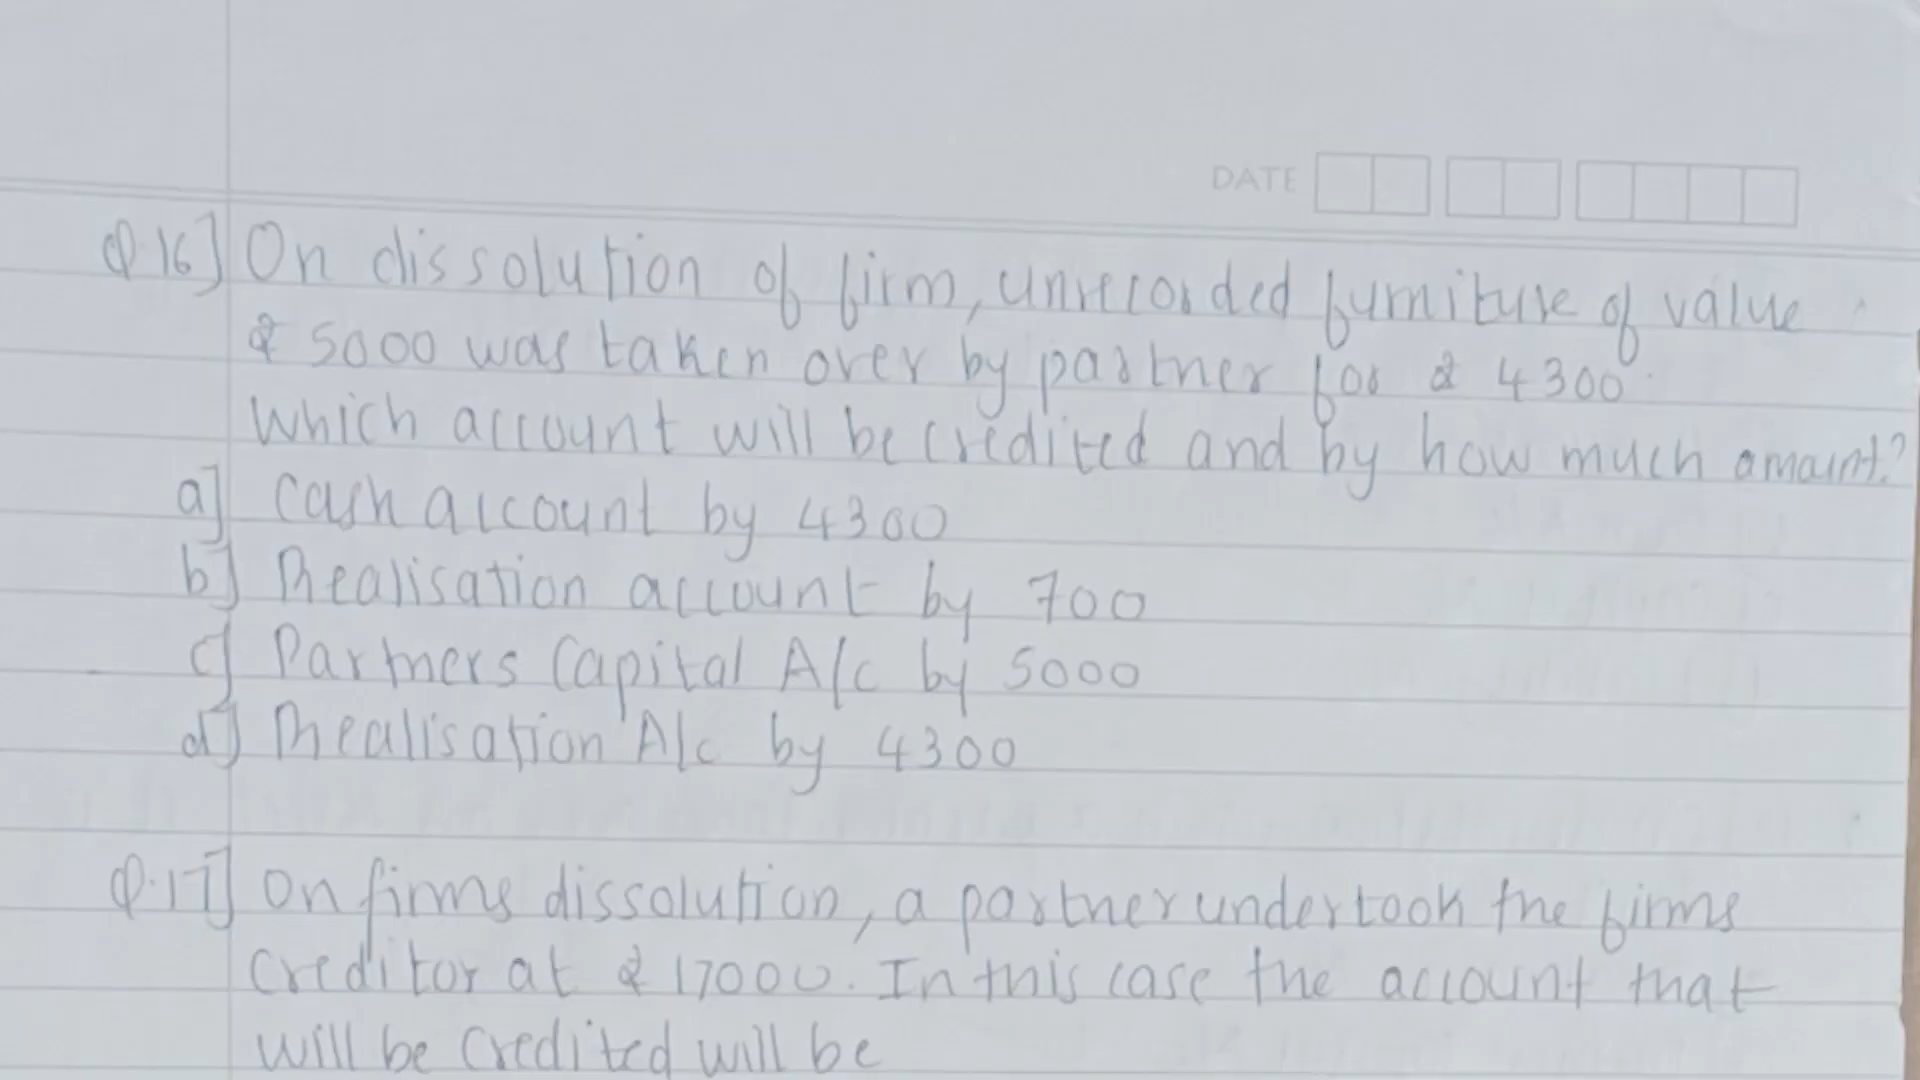 DATE
Q.16] On dissolution of firm, unrecorded furniture of value
₹ 5000 was taken over by partner for ₹ 4300.
Which account will be credited and by how much amount?
a] Cash account by 4300
b] Realisation account by 700
c] Partners Capital A/c by 5000
d] Realisation A/c by 4300
Q.17] On firms dissolution, a partner undertook the firms
creditor at ₹ 17000. In this case the account that
will be credited will be